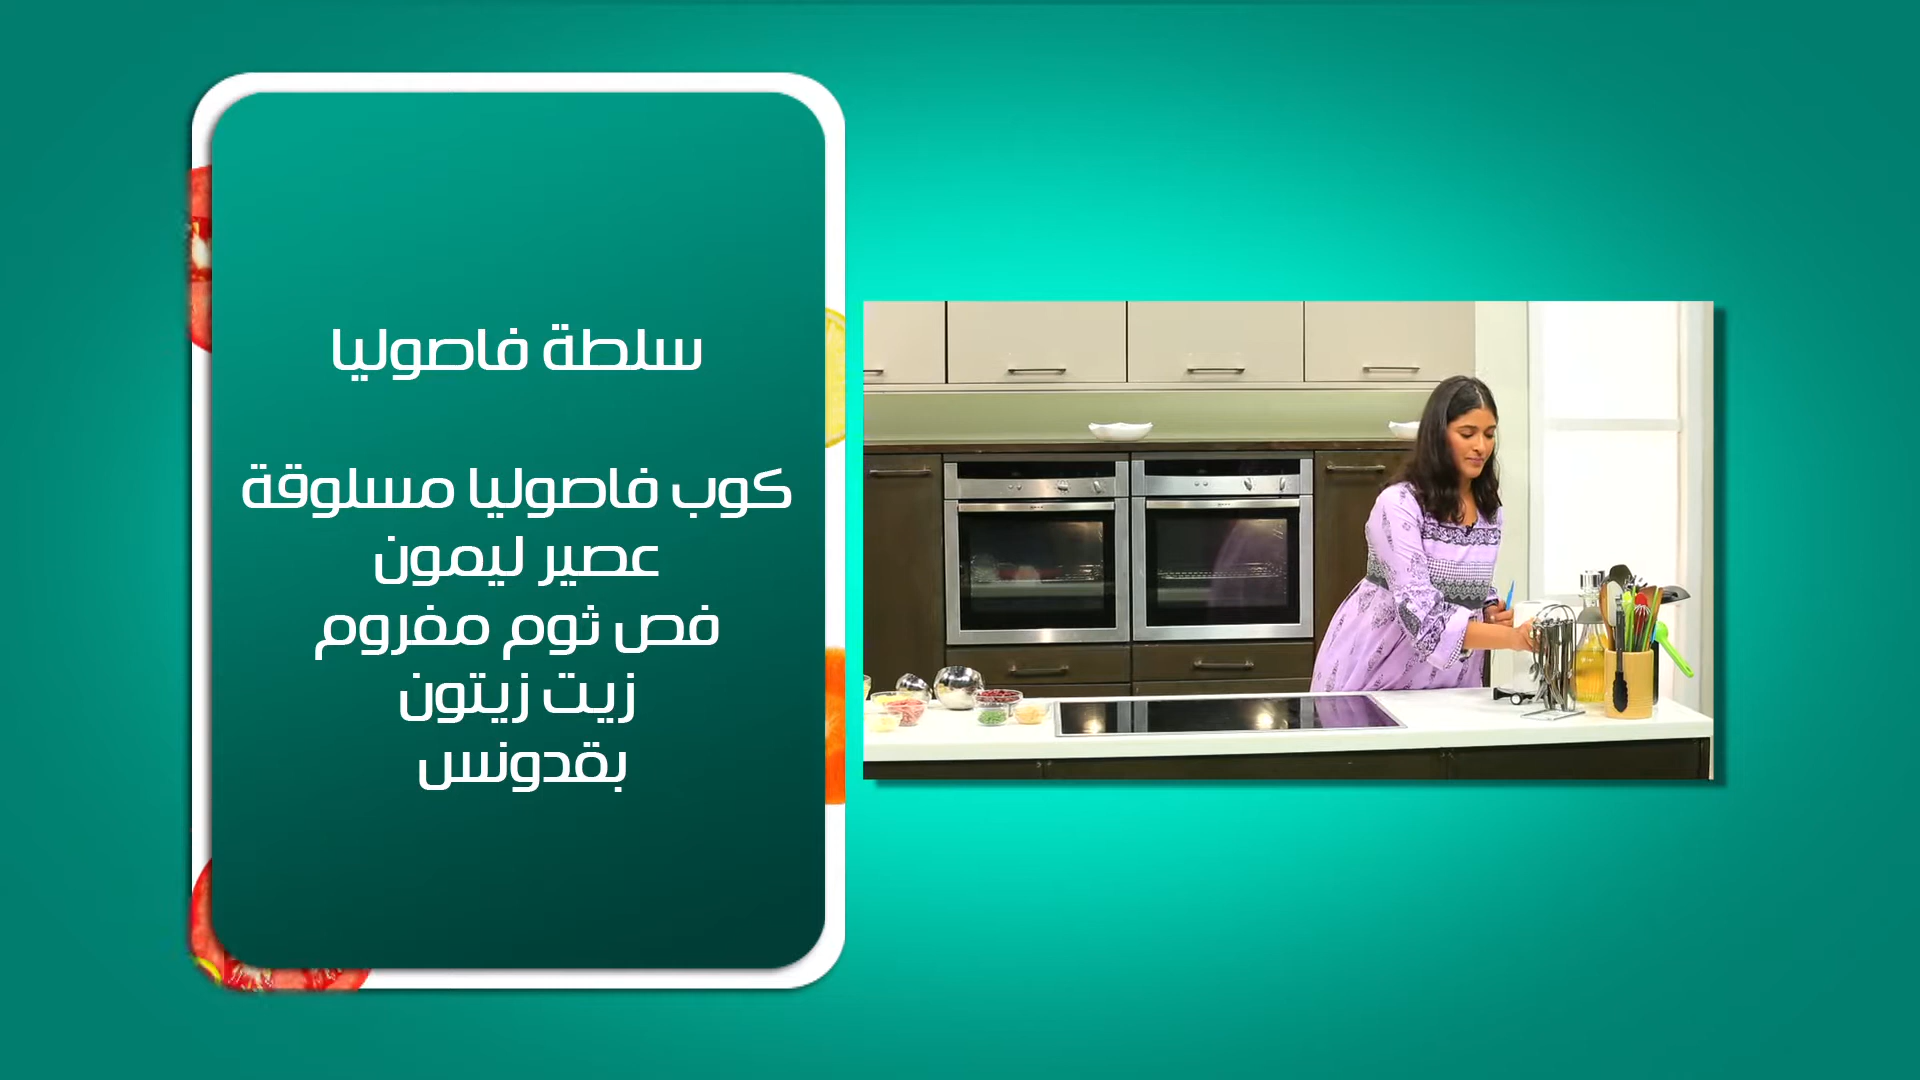 سلطة فاصوليا
كوب فاصوليا مسلوقة
عصير ليمون
فص ثوم مفروم
زيت زيتون
بقدونس